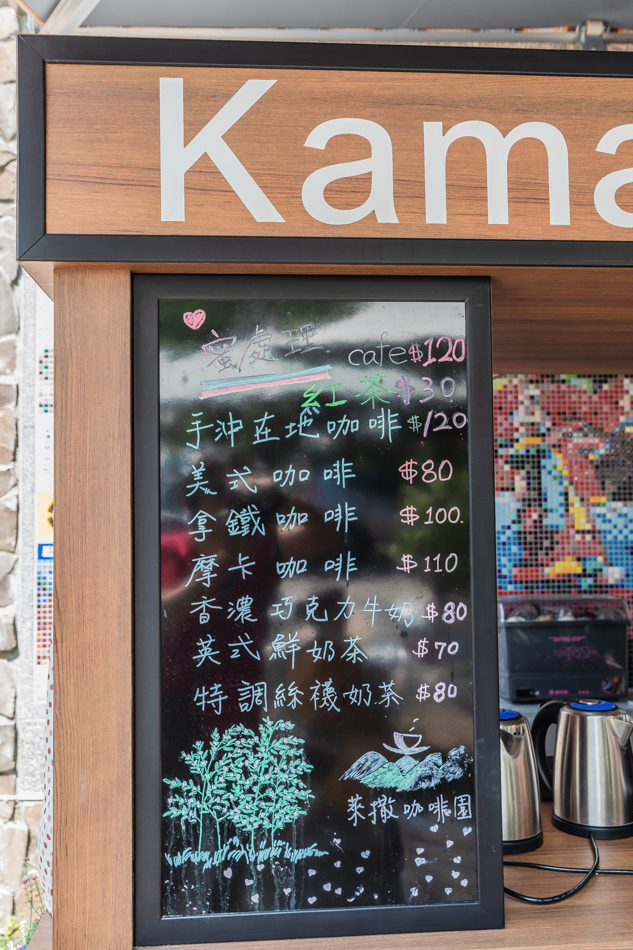 Kama
蜜處理 cafe $120
紅茶 $30
手沖在地咖啡 $120
美式咖啡 $80
拿鐵咖啡 $100.
摩卡咖啡 $110
香濃巧克力牛奶 $80
英式鮮奶茶 $70
特調絲襪奶茶 $80
萊撒咖啡園